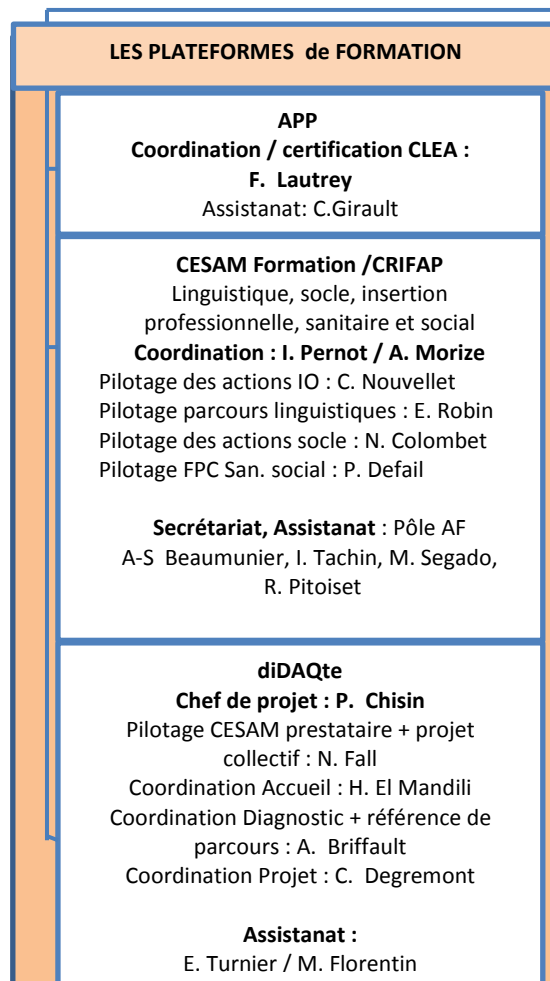 LES PLATEFORMES de FORMATION
APP
Coordination / certification CLEA :
F. Lautrey
Assistanat: C.Girault
CESAM Formation /CRIFAP
Linguistique, socle, insertion
professionnelle, sanitaire et social
Coordination : I. Pernot / A. Morize
Pilotage des actions IO : C. Nouvellet
Pilotage parcours linguistiques : E. Robin
Pilotage des actions socle : N. Colombet
Pilotage FPC San. social : P. Defail
Secrétariat, Assistanat : Pôle AF
A-S Beaumunier, I. Tachin, M. Segado,
R. Pitoiset
diDAQte
Chef de projet : P. Chisin
Pilotage CESAM prestataire + projet
collectif : N. Fall
Coordination Accueil : H. El Mandili
Coordination Diagnostic + référence de
parcours : A. Briffault
Coordination Projet : C. Degremont
Assistanat :
E. Turnier / M. Florentin